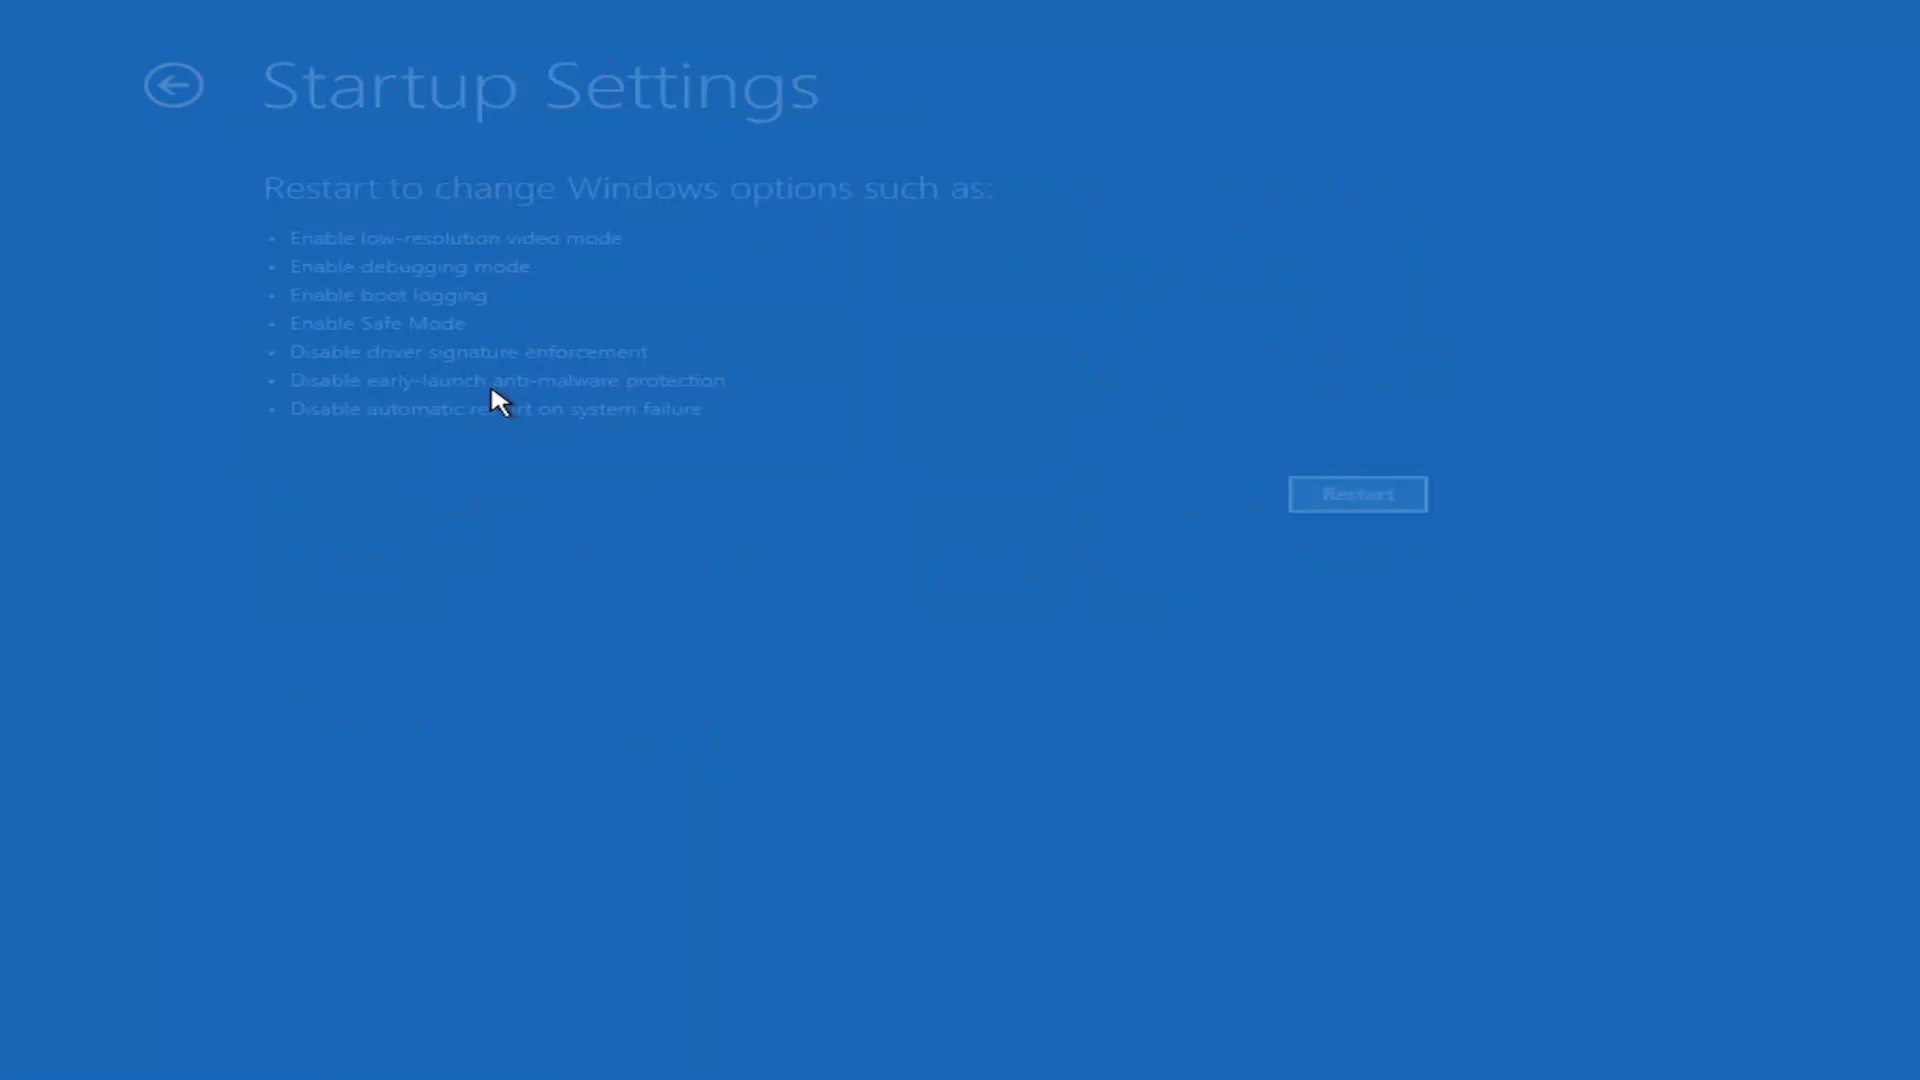 Startup Settings
Restart to change Windows options such as:
• Enable low-resolution video mode
• Enable debugging mode
• Enable boot logging
• Enable Safe Mode
• Disable driver signature enforcement
• Disable early-launch anti-malware protection
• Disable automatic restart on system failure
Restart